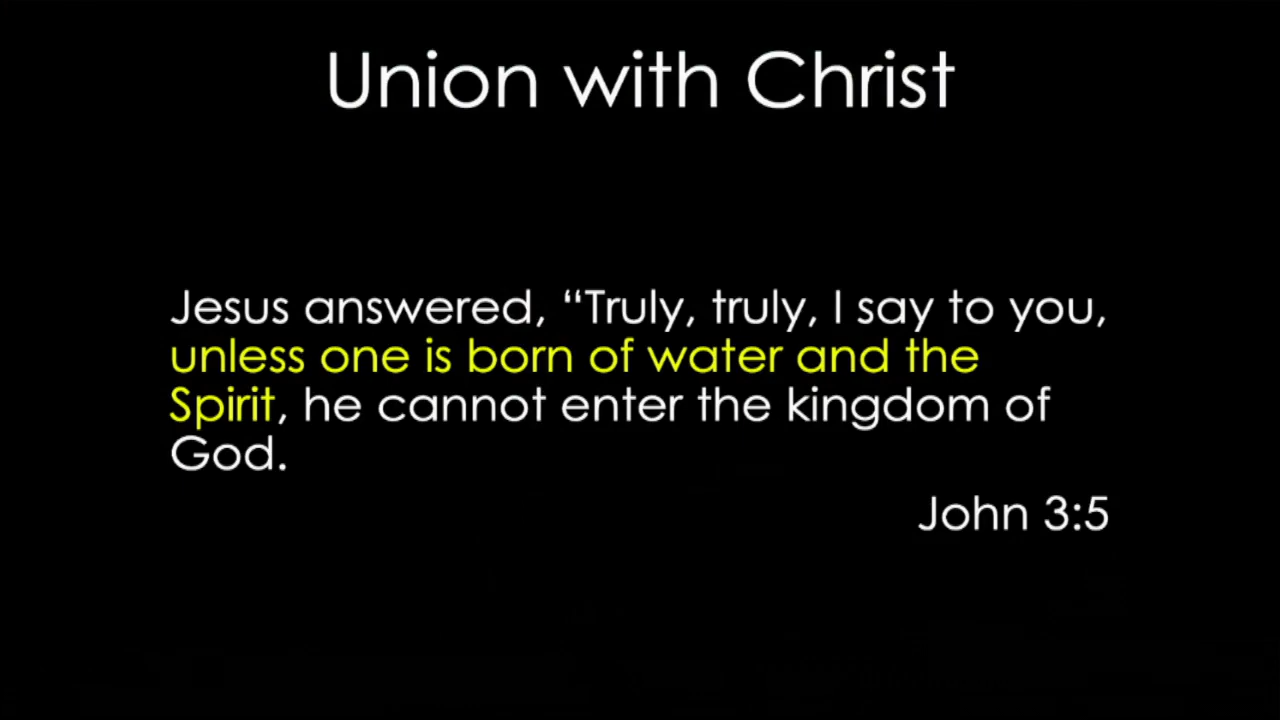 Union with Christ
Jesus answered, “Truly, truly, I say to you,
unless one is born of water and the
Spirit, he cannot enter the kingdom of
God.
John 3:5